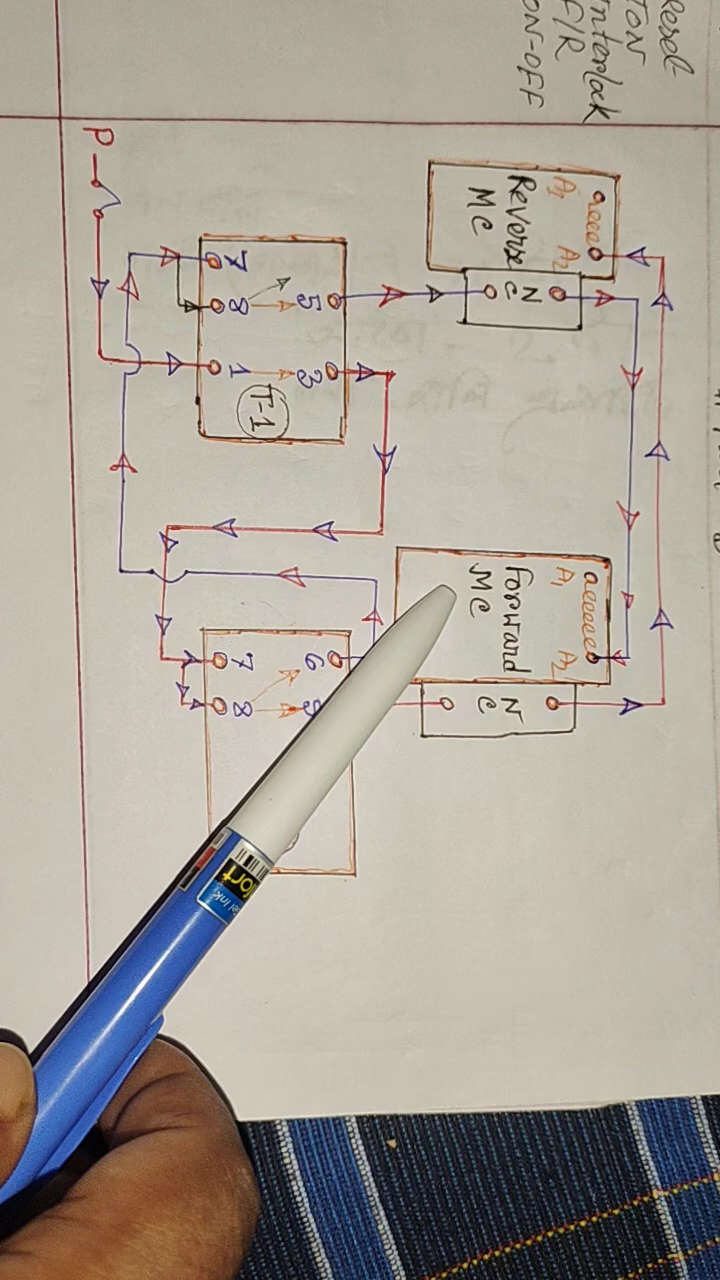 Reset
TON
Interlock
F/R
ON-OFF
P
A1 A2
Reverse
MC
NC
7 8 1
5 3
T-1
A1 A2
Forward
MC
NC
7 8
6 5